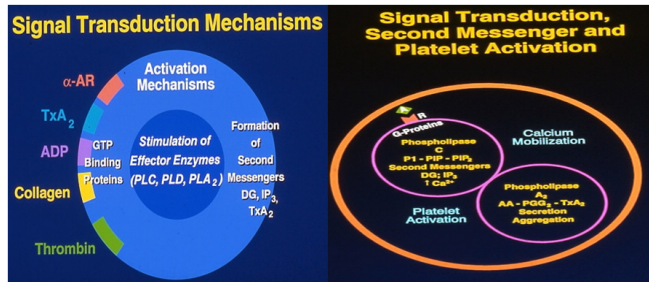 Signal Transduction Mechanisms
α-AR
TxA₂
ADP
Collagen
Thrombin
Activation
Mechanisms
GTP
Binding
Proteins
Stimulation of
Effector Enzymes
(PLC, PLD, PLA₂)
Formation
of
Second
Messengers
DG, IP₃,
TxA₂
Signal Transduction,
Second Messenger and
Platelet Activation
A
R
G-Proteins
Phospholipase
C
P1 - PIP - PIP₂
Second Messengers
DG; IP₃
↑ Ca²⁺
Calcium
Mobilization
Phospholipase
A₂
AA - PGG₂ - TxA₂
Secretion
Aggregation
Platelet
Activation